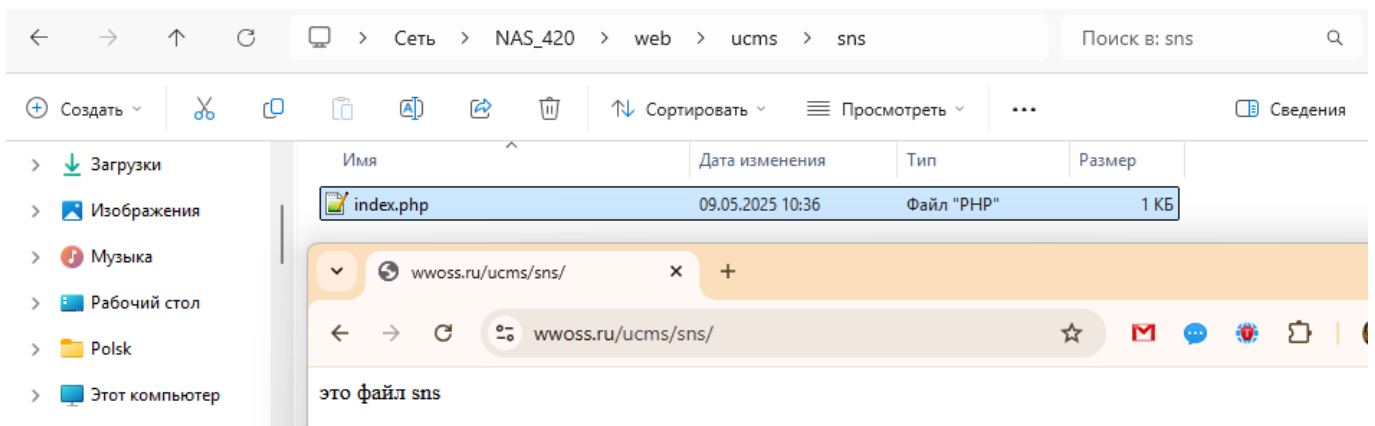 Сеть > NAS_420 > web > ucms > sns
Поиск в: sns
Создать
Сортировать
Просмотреть
Сведения
Загрузки
Изображения
Музыка
Рабочий стол
Polsk
Этот компьютер
Имя Дата изменения Тип Размер
index.php 09.05.2025 10:36 Файл "PHP" 1 КБ
wwoss.ru/ucms/sns/
wwoss.ru/ucms/sns/
это файл sns